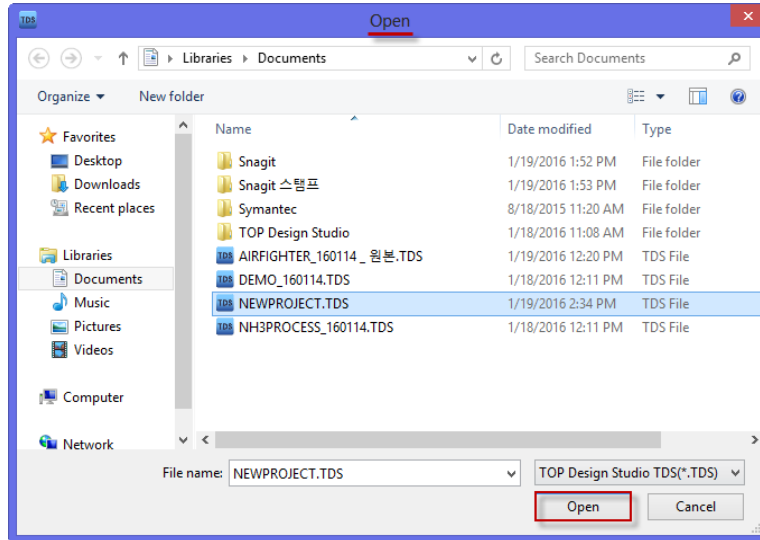 TDS Open
Libraries Documents Search Documents
Organize New folder
Name Date modified Type
Favorites
Desktop
Downloads
Recent places
Libraries
Documents
Music
Pictures
Videos
Computer
Network
Snagit 1/19/2016 1:52 PM File folder
Snagit 스탬프 1/19/2016 1:53 PM File folder
Symantec 8/18/2015 11:20 AM File folder
TOP Design Studio 1/18/2016 11:08 AM File folder
TDS AIRFIGHTER_160114 _ 원본.TDS 1/19/2016 12:20 PM TDS File
TDS DEMO_160114.TDS 1/18/2016 12:11 PM TDS File
TDS NEWPROJECT.TDS 1/19/2016 2:34 PM TDS File
TDS NH3PROCESS_160114.TDS 1/18/2016 12:11 PM TDS File
File name: NEWPROJECT.TDS TOP Design Studio TDS(*.TDS)
Open Cancel